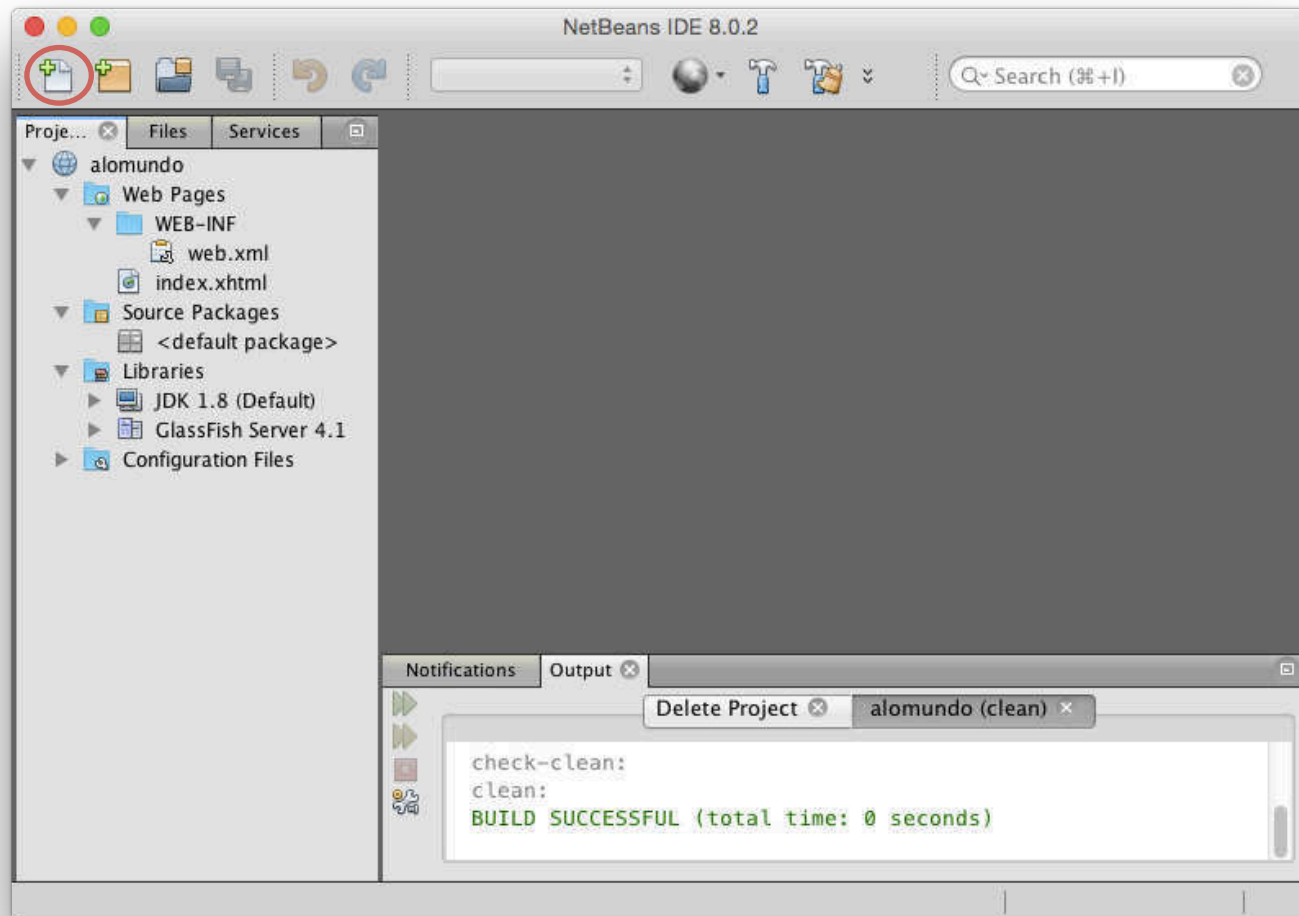 NetBeans IDE 8.0.2
Search (⌘+I)
Proje... Files Services
alomundo
Web Pages
WEB-INF
web.xml
index.xhtml
Source Packages
<default package>
Libraries
JDK 1.8 (Default)
GlassFish Server 4.1
Configuration Files
Notifications Output
Delete Project alomundo (clean)
check-clean:
clean:
BUILD SUCCESSFUL (total time: 0 seconds)